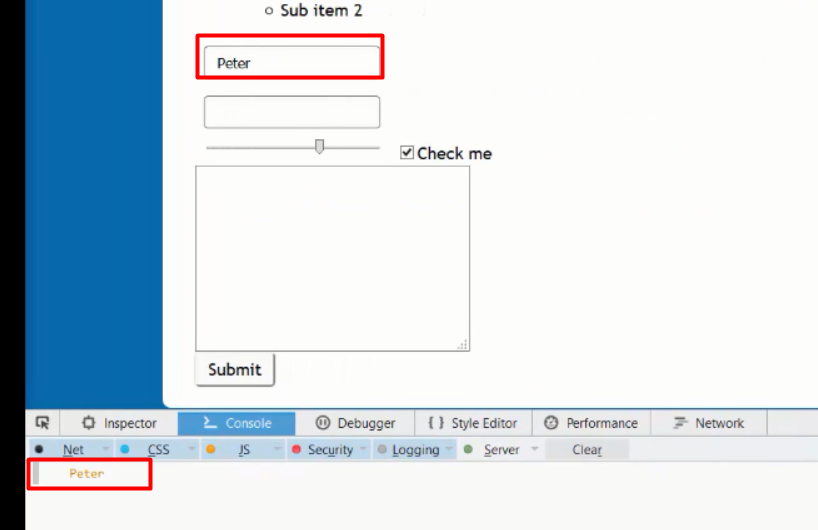 Sub item 2
Peter
Check me
Submit
Inspector Console Debugger { } Style Editor Performance Network
Net CSS JS Security Logging Server Clear
Peter